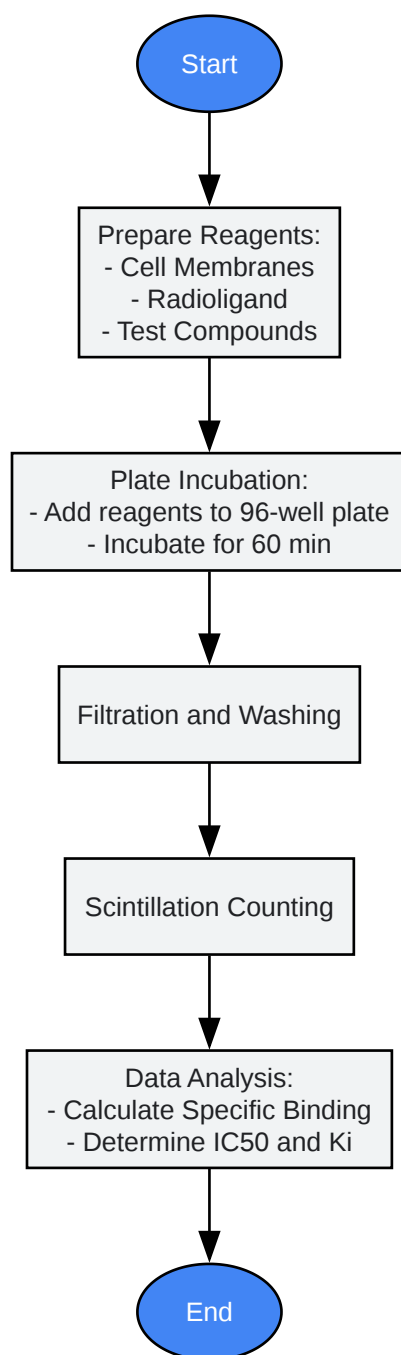 Start
Prepare Reagents:
- Cell Membranes
- Radioligand
- Test Compounds
Plate Incubation:
- Add reagents to 96-well plate
- Incubate for 60 min
Filtration and Washing
Scintillation Counting
Data Analysis:
- Calculate Specific Binding
- Determine IC50 and Ki
End